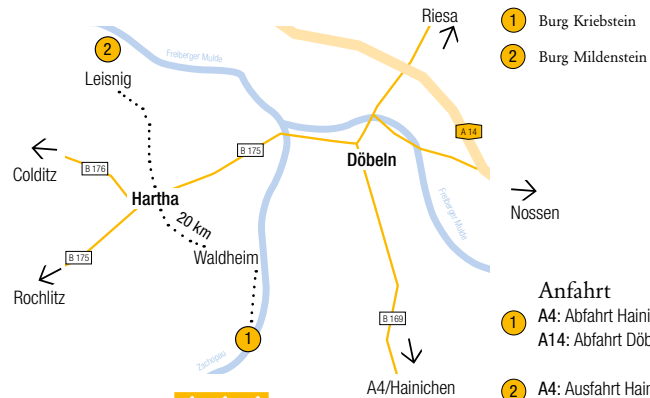 Riesa
1 Burg Kriebstein
2 Burg Mildenstein
2
Freiberger Mulde
Leisnig
A 14
B 175
Döbeln
Colditz
B 176
Hartha
Freiberger Mulde
Nossen
20 km
Waldheim
B 175
Rochlitz
Anfahrt
1 A4: Abfahrt Haini
A14: Abfahrt Döb
B 169
1
Zschopau
A4/Hainichen
2 A4: Ausfahrt Hain